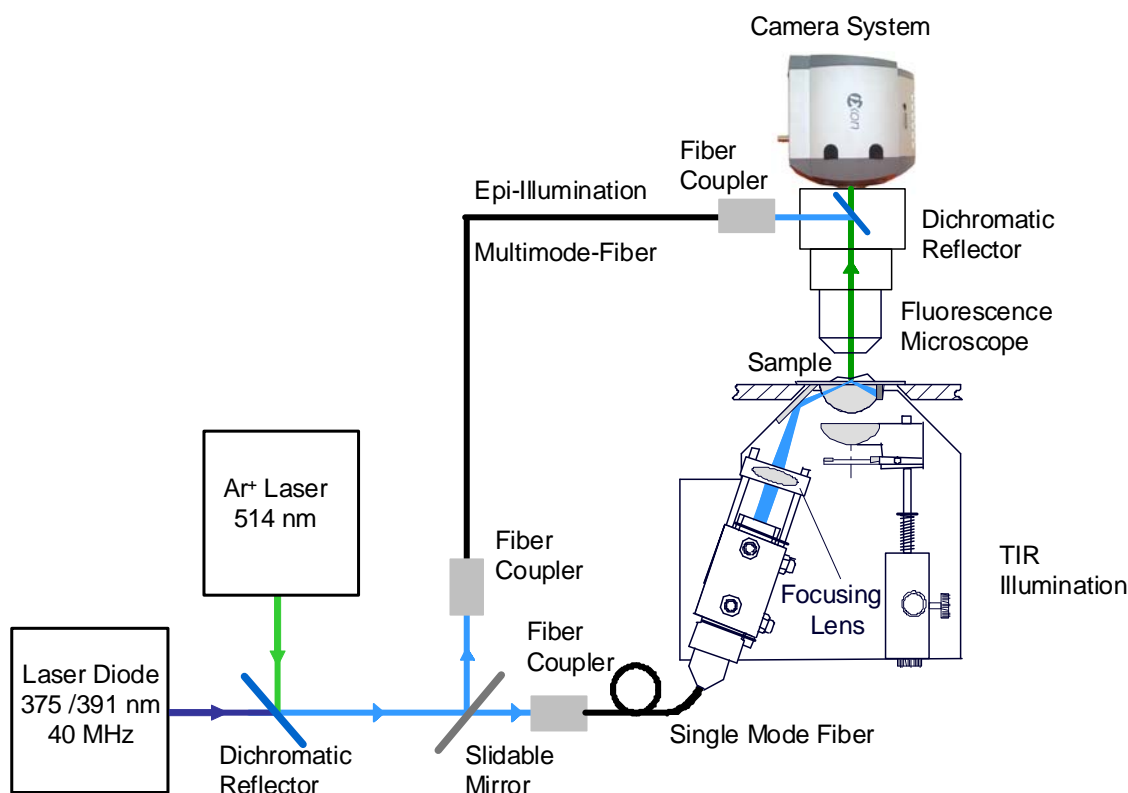 Camera System
Fiber
Coupler
Epi-Illumination
Multimode-Fiber
Dichromatic
Reflector
Fluorescence
Microscope
Sample
Ar+ Laser
514 nm
Fiber
Coupler
TIR
Illumination
Focusing
Lens
Fiber
Coupler
Laser Diode
375 /391 nm
40 MHz
Single Mode Fiber
Dichromatic
Reflector
Slidable
Mirror